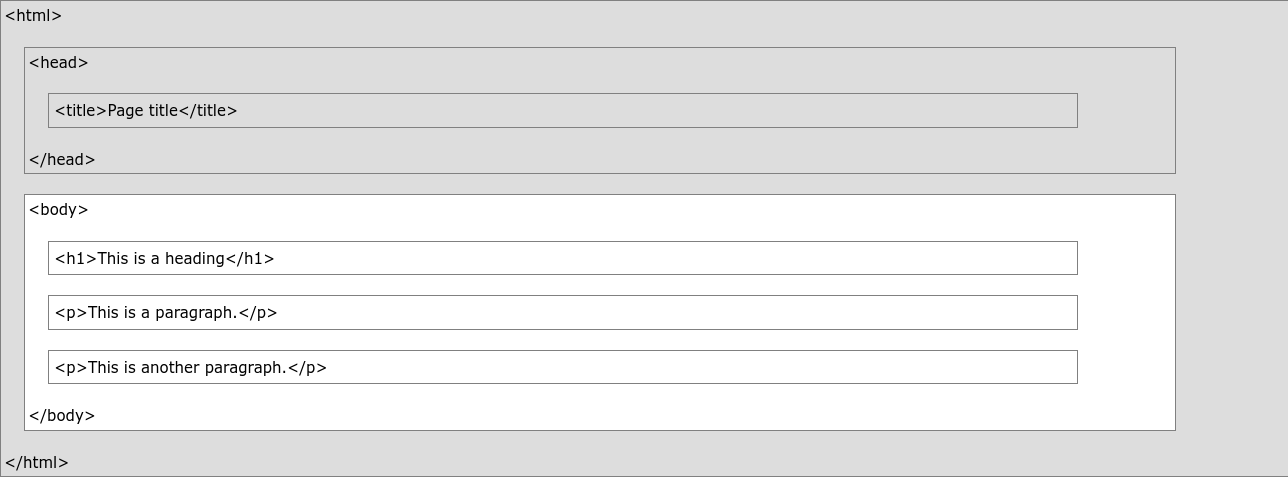 <html>
<head>
<title>Page title</title>
</head>
<body>
<h1>This is a heading</h1>
<p>This is a paragraph.</p>
<p>This is another paragraph.</p>
</body>
</html>